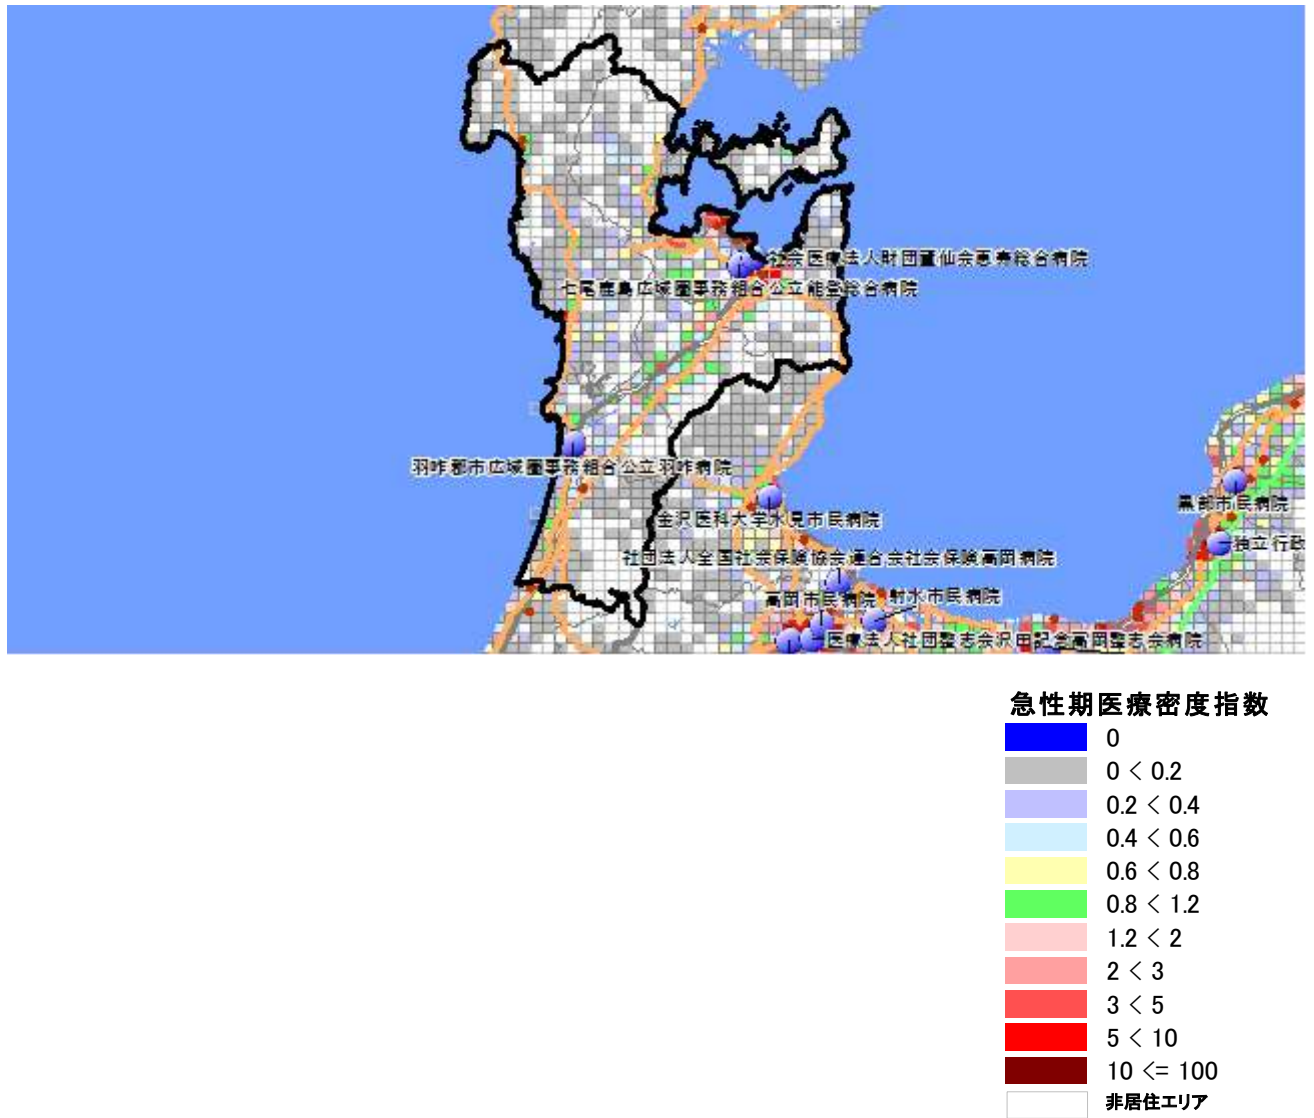 社会医療法人財団董仙会恵寿総合病院
七尾鹿島広域圏事務組合公立能登総合病院
羽咋郡市広域圏事務組合公立羽咋病院
黒部市民病院
金沢医科大学氷見市民病院
独立行政
社団法人全国社会保険協会連合会社会保険高岡病院
高岡市民病院
射水市民病院
医療法人社団整志会沢田記念高岡整志会病院
急性期医療密度指数
0
0 < 0.2
0.2 < 0.4
0.4 < 0.6
0.6 < 0.8
0.8 < 1.2
1.2 < 2
2 < 3
3 < 5
5 < 10
10 <= 100
非居住エリア